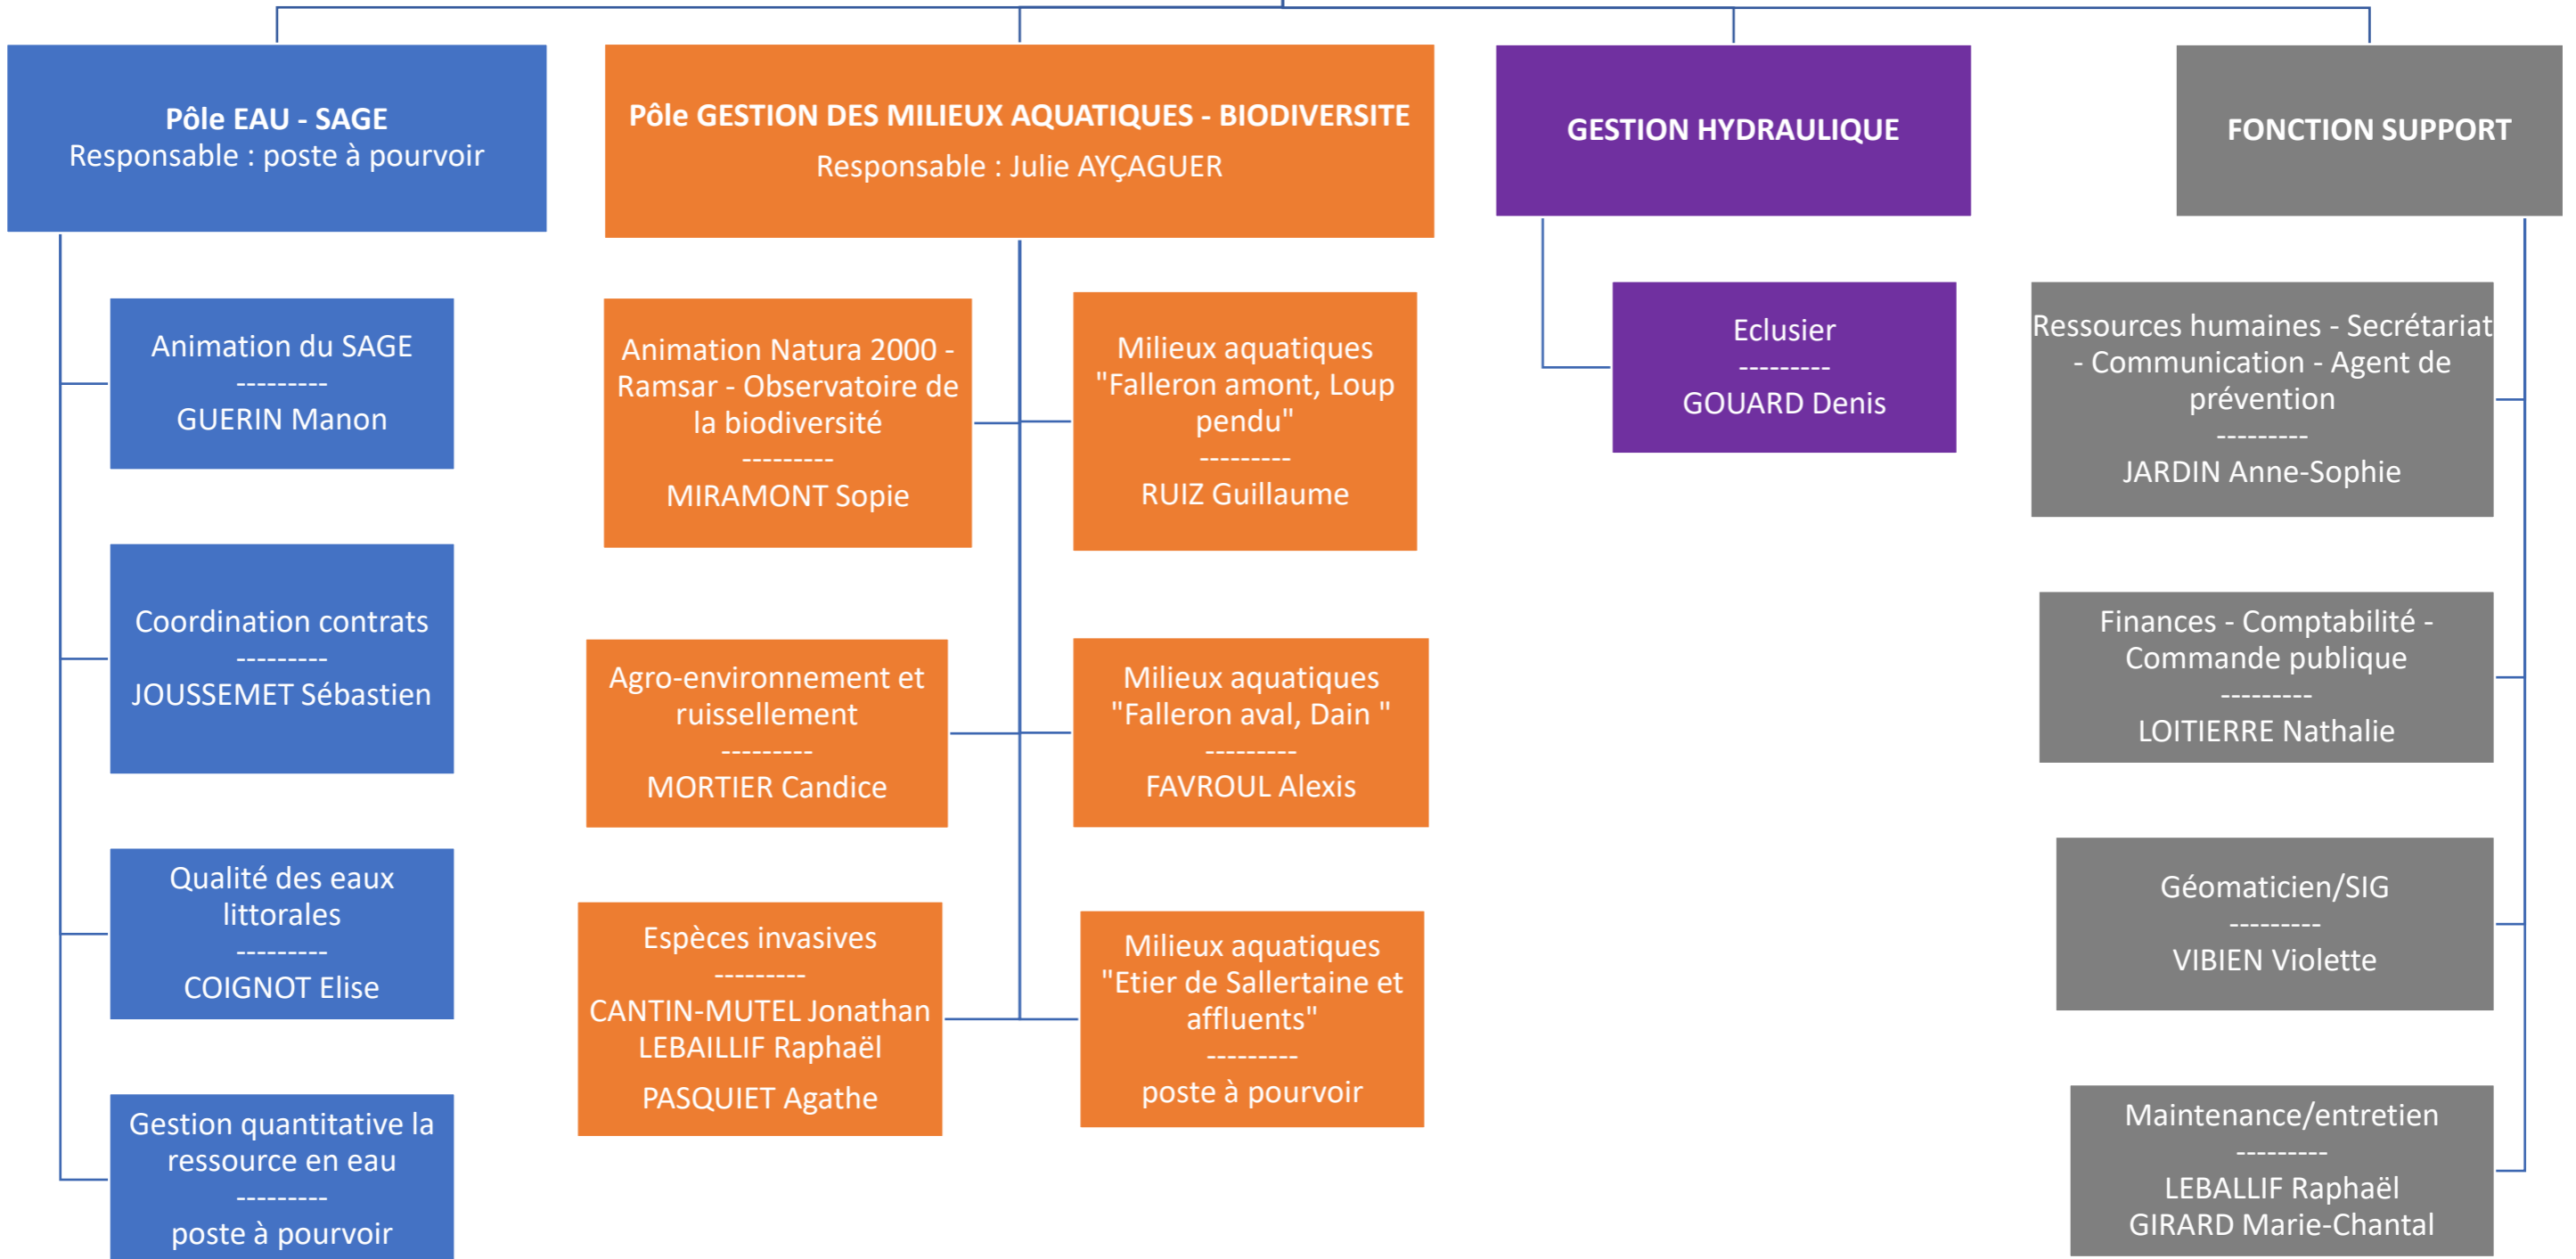 Pôle EAU - SAGE
Responsable : poste à pourvoir
Animation du SAGE
---------
GUERIN Manon
Coordination contrats
---------
JOUSSEMET Sébastien
Qualité des eaux
littorales
---------
COIGNOT Elise
Gestion quantitative la
ressource en eau
---------
poste à pourvoir
Pôle GESTION DES MILIEUX AQUATIQUES - BIODIVERSITE
Responsable : Julie AYÇAGUER
Animation Natura 2000 -
Ramsar - Observatoire de
la biodiversité
---------
MIRAMONT Sopie
Milieux aquatiques
"Falleron amont, Loup
pendu"
---------
RUIZ Guillaume
Agro-environnement et
ruissellement
---------
MORTIER Candice
Milieux aquatiques
"Falleron aval, Dain "
---------
FAVROUL Alexis
Espèces invasives
---------
CANTIN-MUTEL Jonathan
LEBAILLIF Raphaël
PASQUIET Agathe
Milieux aquatiques
"Etier de Sallertaine et
affluents"
---------
poste à pourvoir
GESTION HYDRAULIQUE
Eclusier
---------
GOUARD Denis
FONCTION SUPPORT
Ressources humaines - Secrétariat
- Communication - Agent de
prévention
---------
JARDIN Anne-Sophie
Finances - Comptabilité -
Commande publique
---------
LOITIERRE Nathalie
Géomaticien/SIG
---------
VIBIEN Violette
Maintenance/entretien
---------
LEBALLIF Raphaël
GIRARD Marie-Chantal